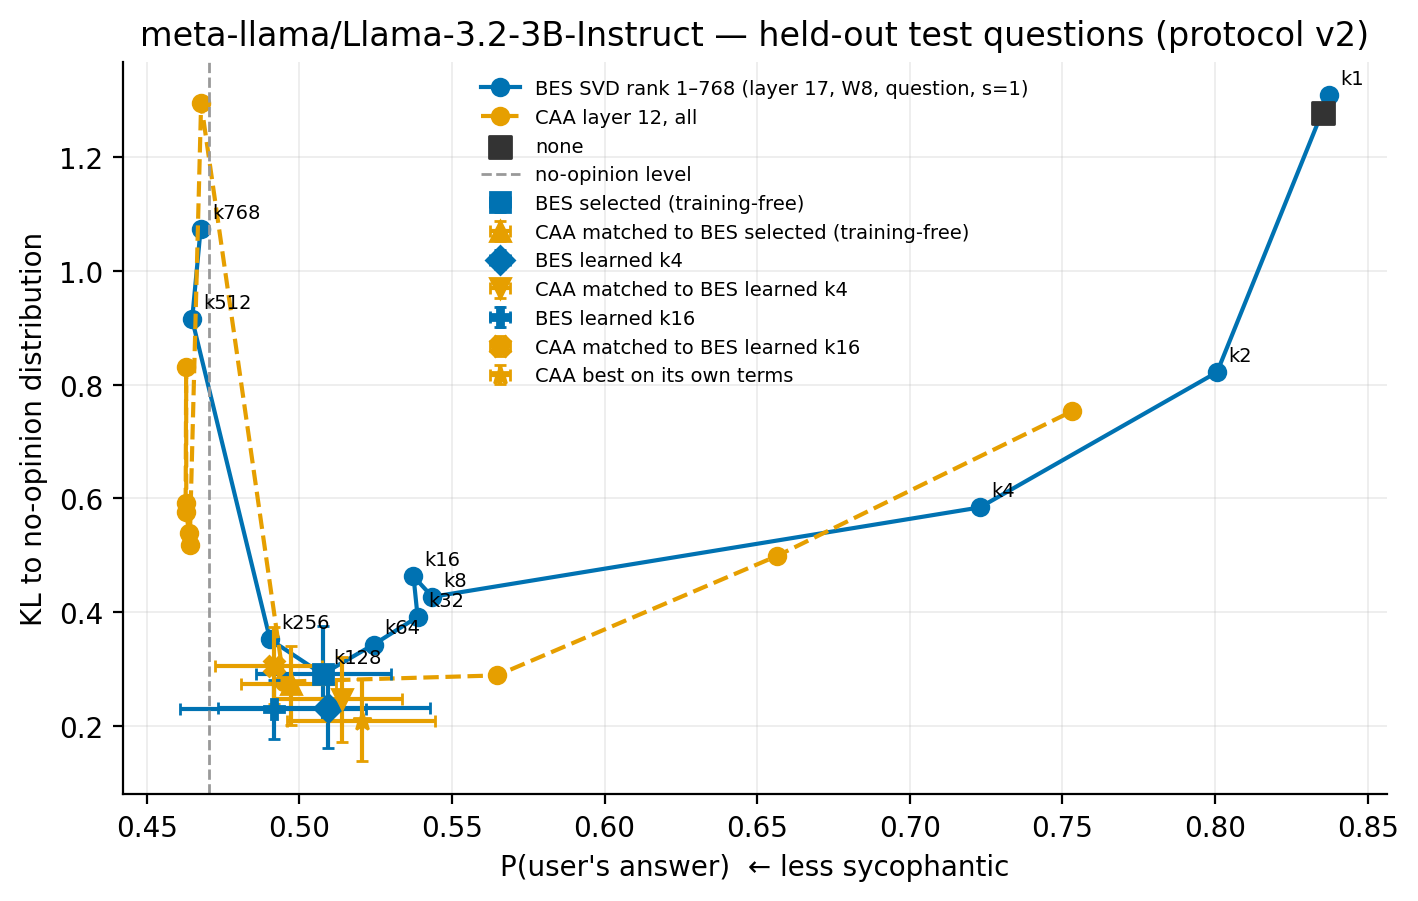 meta-llama/Llama-3.2-3B-Instruct — held-out test questions (protocol v2)
BES SVD rank 1–768 (layer 17, W8, question, s=1)
CAA layer 12, all
none
no-opinion level
BES selected (training-free)
CAA matched to BES selected (training-free)
BES learned k4
CAA matched to BES learned k4
BES learned k16
CAA matched to BES learned k16
CAA best on its own terms
k1
k2
k4
k8
k16
k32
k64
k128
k256
k512
k768
KL to no-opinion distribution
1.2
1.0
0.8
0.6
0.4
0.2
0.45 0.50 0.55 0.60 0.65 0.70 0.75 0.80 0.85
P(user's answer) ← less sycophantic